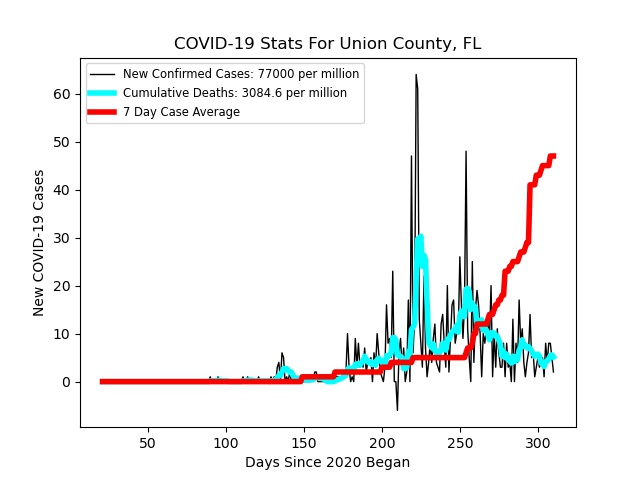 COVID-19 Stats For Union County, FL
New Confirmed Cases: 77000 per million
Cumulative Deaths: 3084.6 per million
7 Day Case Average
New COVID-19 Cases
60
50
40
30
20
10
0
50 100 150 200 250 300
Days Since 2020 Began